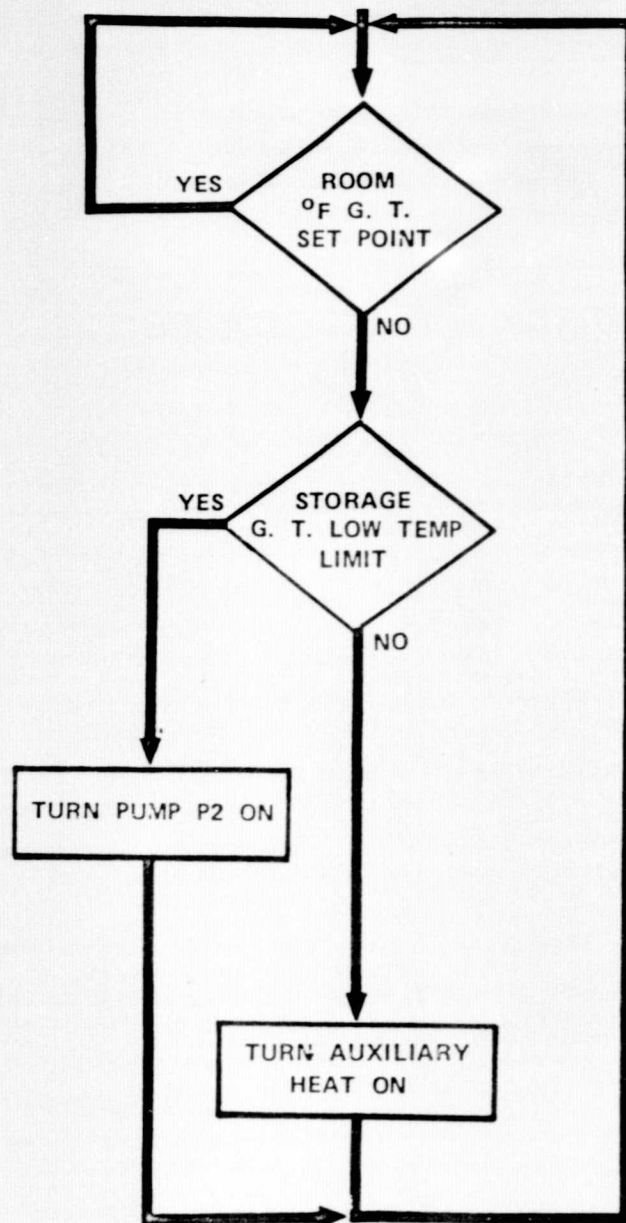 YES
ROOM
°F G. T.
SET POINT
NO
YES
STORAGE
G. T. LOW TEMP
LIMIT
NO
TURN PUMP P2 ON
TURN AUXILIARY
HEAT ON